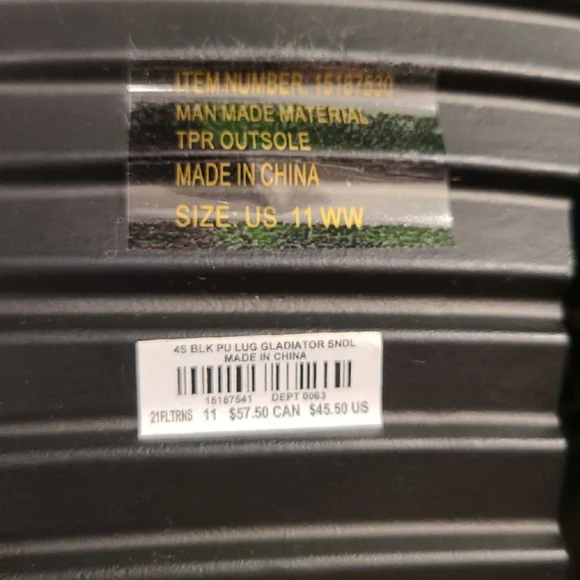 ITEM NUMBER: 15187530
MAN MADE MATERIAL
TPR OUTSOLE
MADE IN CHINA
SIZE: US 11 WW
4S BLK PU LUG GLADIATOR SNDL
MADE IN CHINA
15187541 DEPT 0063
21FLTRNS 11 $57.50 CAN $45.50 US